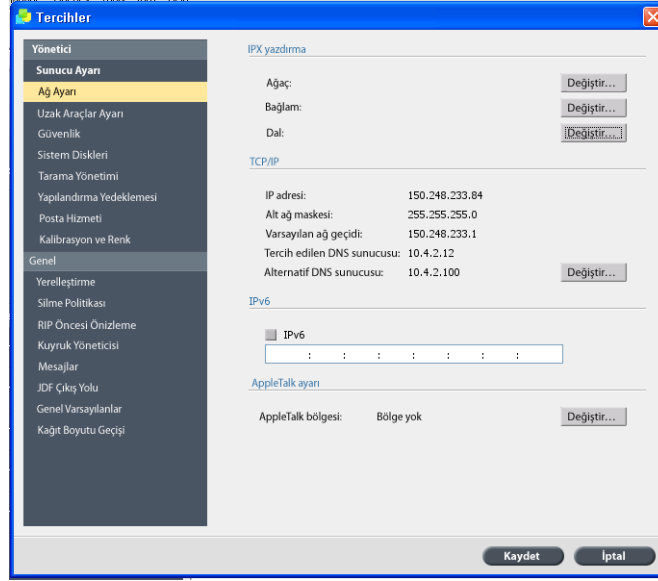 Tercihler
Yönetici
Sunucu Ayarı
Ağ Ayarı
Uzak Araçlar Ayarı
Güvenlik
Sistem Diskleri
Tarama Yönetimi
Yapılandırma Yedeklemesi
Posta Hizmeti
Kalibrasyon ve Renk
Genel
Yerelleştirme
Silme Politikası
RIP Öncesi Önizleme
Kuyruk Yöneticisi
Mesajlar
JDF Çıkış Yolu
Genel Varsayılanlar
Kağıt Boyutu Geçişi
IPX yazdırma
Ağaç: Değiştir...
Bağlam: Değiştir...
Dal: Değiştir...
TCP/IP
IP adresi: 150.248.233.84
Alt ağ maskesi: 255.255.255.0
Varsayılan ağ geçidi: 150.248.233.1
Tercih edilen DNS sunucusu: 10.4.2.12
Alternatif DNS sunucusu: 10.4.2.100 Değiştir...
IPv6
IPv6
: : : : : : :
AppleTalk ayarı
AppleTalk bölgesi: Bölge yok Değiştir...
Kaydet İptal